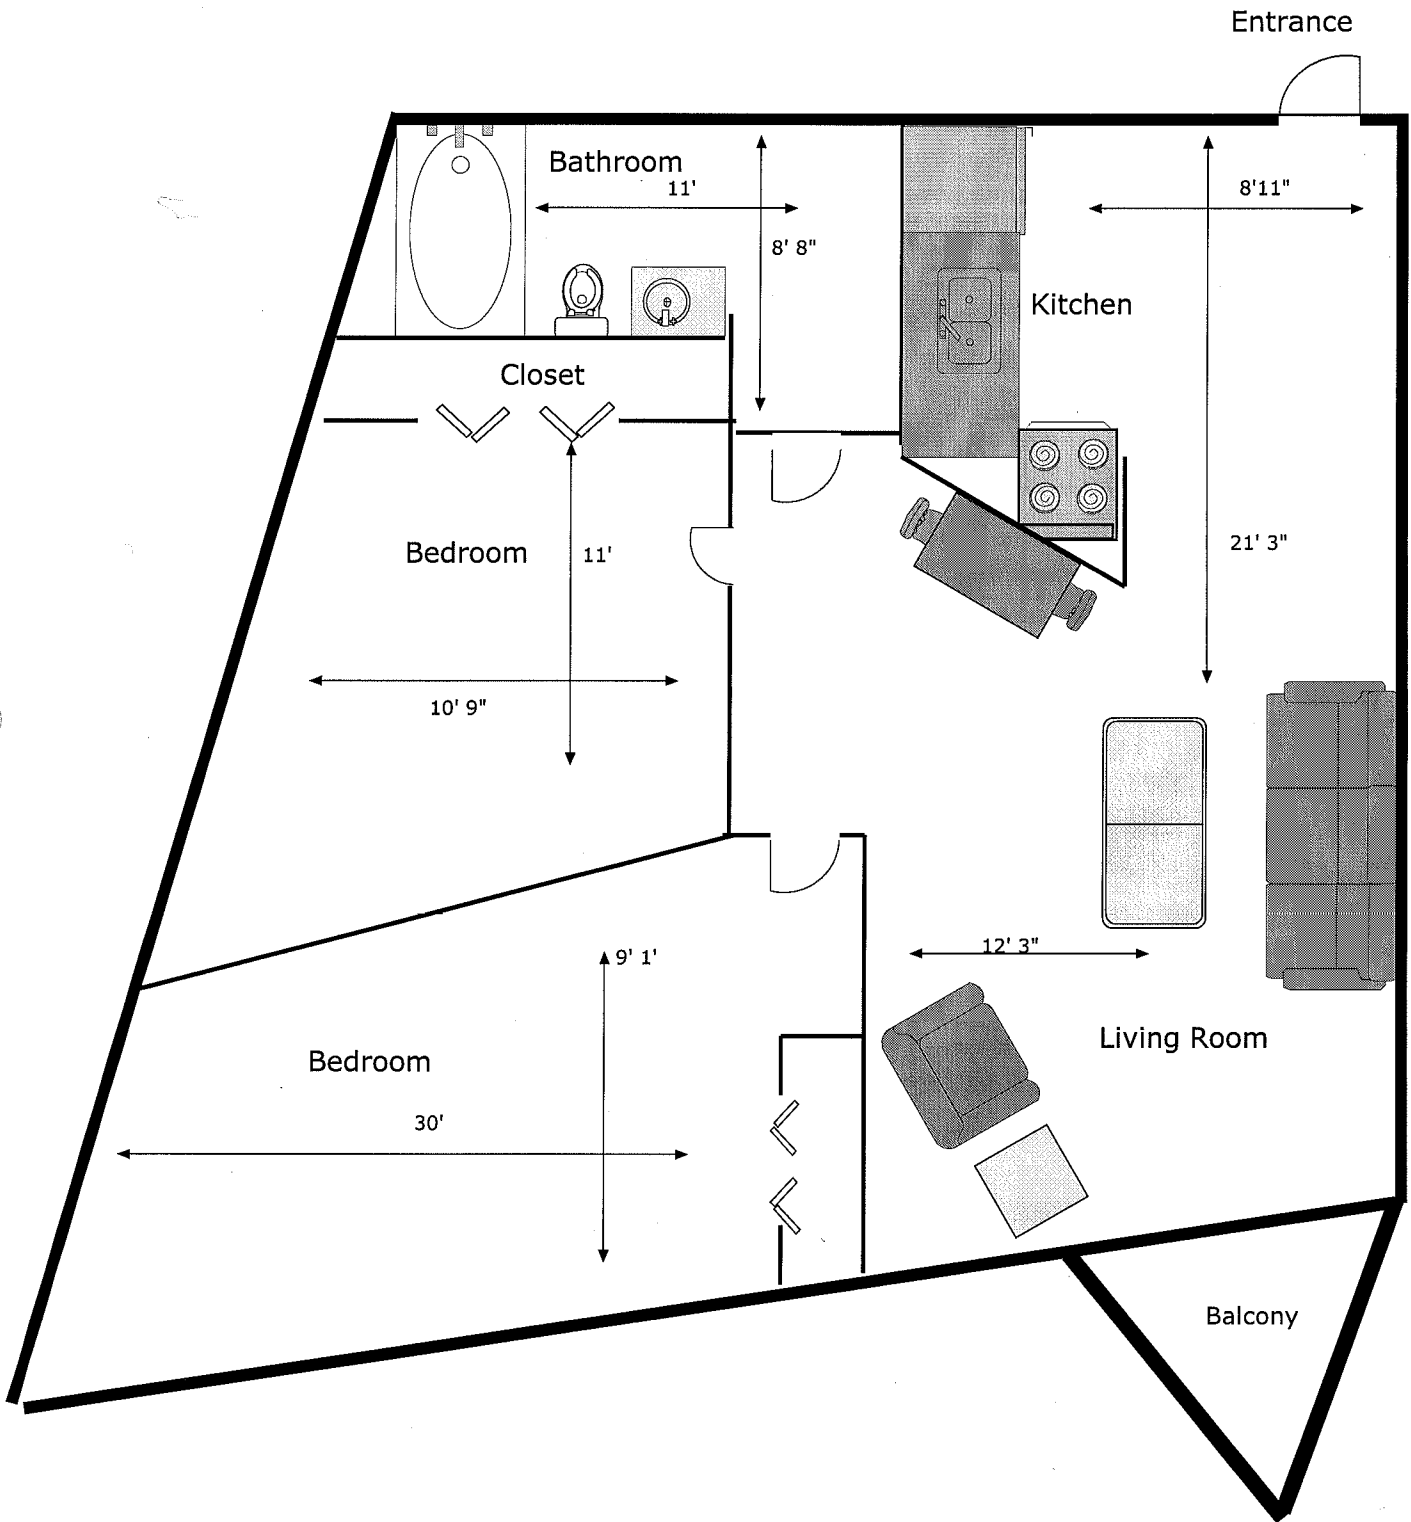 Entrance
Bathroom
11'
8'11"
8' 8"
Kitchen
Closet
Bedroom
11'
21' 3"
10' 9"
12' 3"
9' 1'
Living Room
Bedroom
30'
Balcony